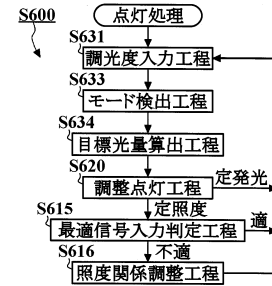 S600
点灯処理
S631
調光度入力工程
S633
モード検出工程
S634
目標光量算出工程
S620
調整点灯工程
定発光
定照度
S615
最適信号入力判定工程
適
不適
S616
照度関係調整工程